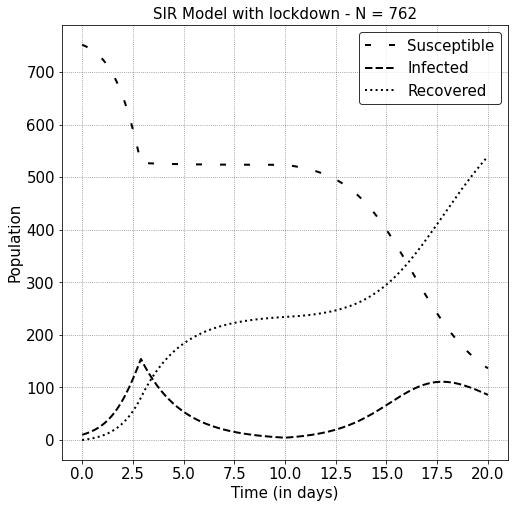 SIR Model with lockdown - N = 762
Susceptible
Infected
Recovered
Population
700
600
500
400
300
200
100
0
0.0 2.5 5.0 7.5 10.0 12.5 15.0 17.5 20.0
Time (in days)